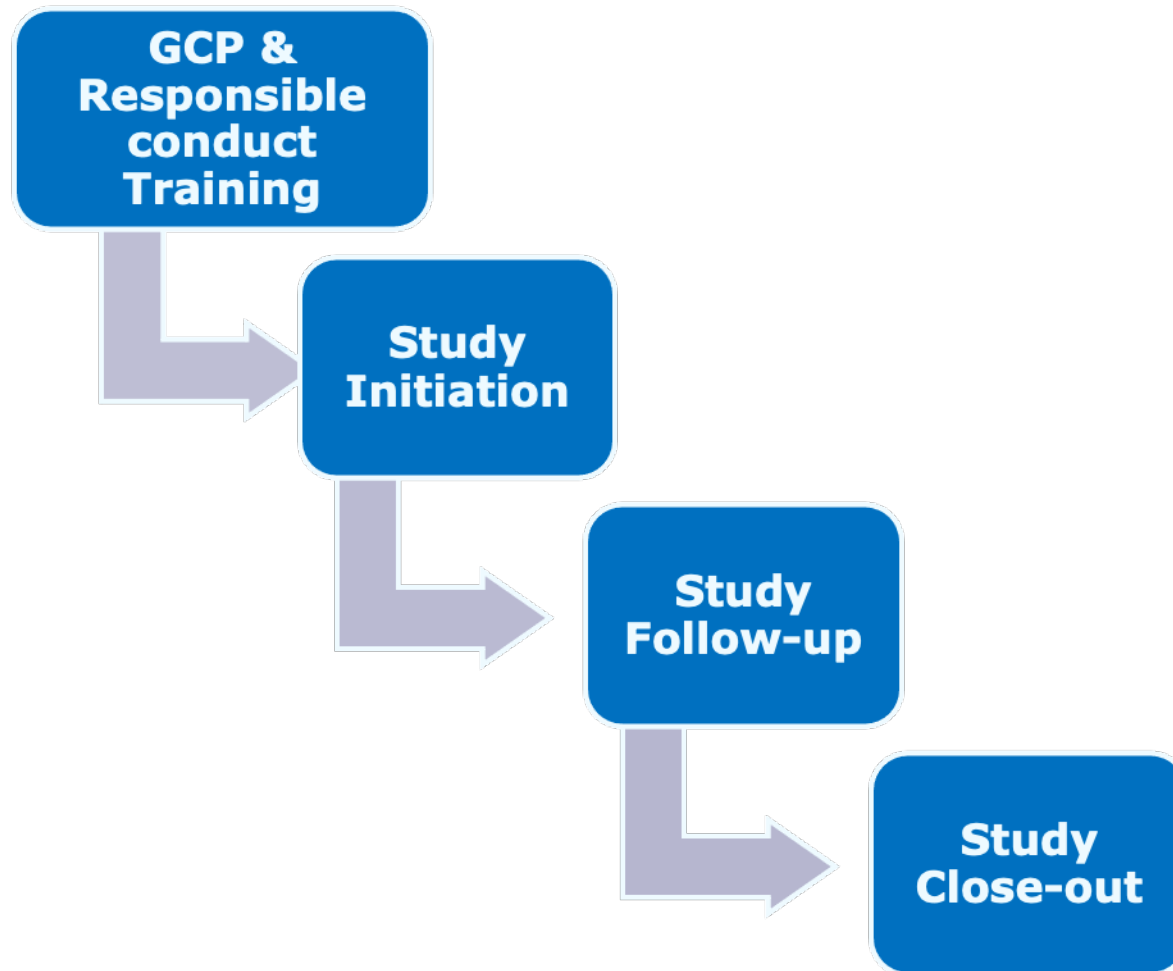 GCP &
Responsible
conduct
Training
Study
Initiation
Study
Follow-up
Study
Close-out